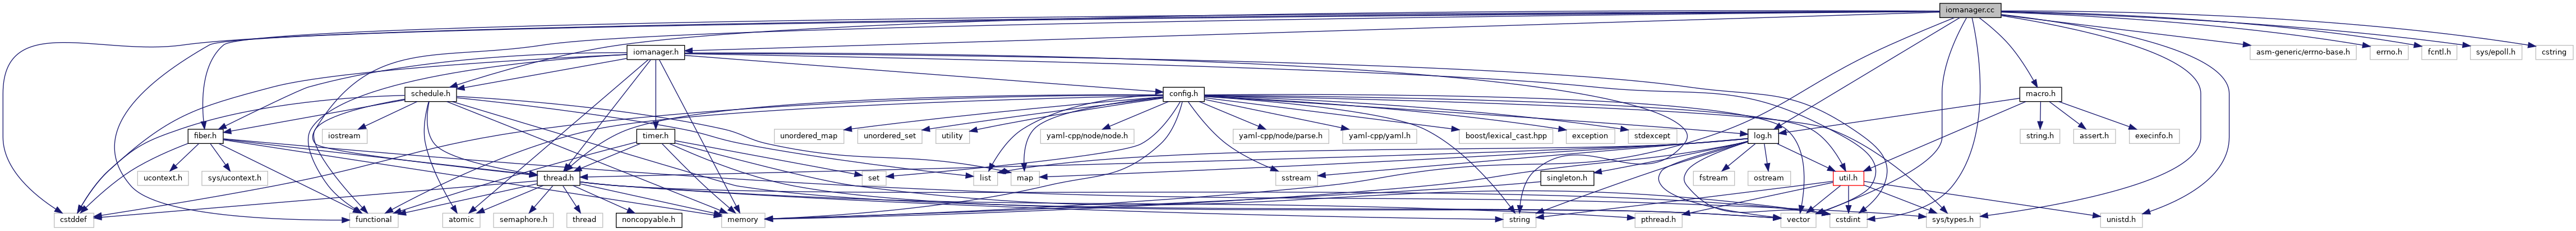 iomanager.cc
iomanager.h
asm-generic/errno-base.h
errno.h
fcntl.h
sys/epoll.h
cstring
schedule.h
config.h
macro.h
fiber.h
iostream
timer.h
unordered_map
unordered_set
utility
yaml-cpp/node/node.h
yaml-cpp/node/parse.h
yaml-cpp/yaml.h
boost/lexical_cast.hpp
exception
stdexcept
log.h
string.h
assert.h
execinfo.h
ucontext.h
sys/ucontext.h
thread.h
set
list
map
sstream
singleton.h
fstream
ostream
util.h
cstddef
functional
atomic
semaphore.h
thread
noncopyable.h
memory
string
pthread.h
vector
cstdint
sys/types.h
unistd.h